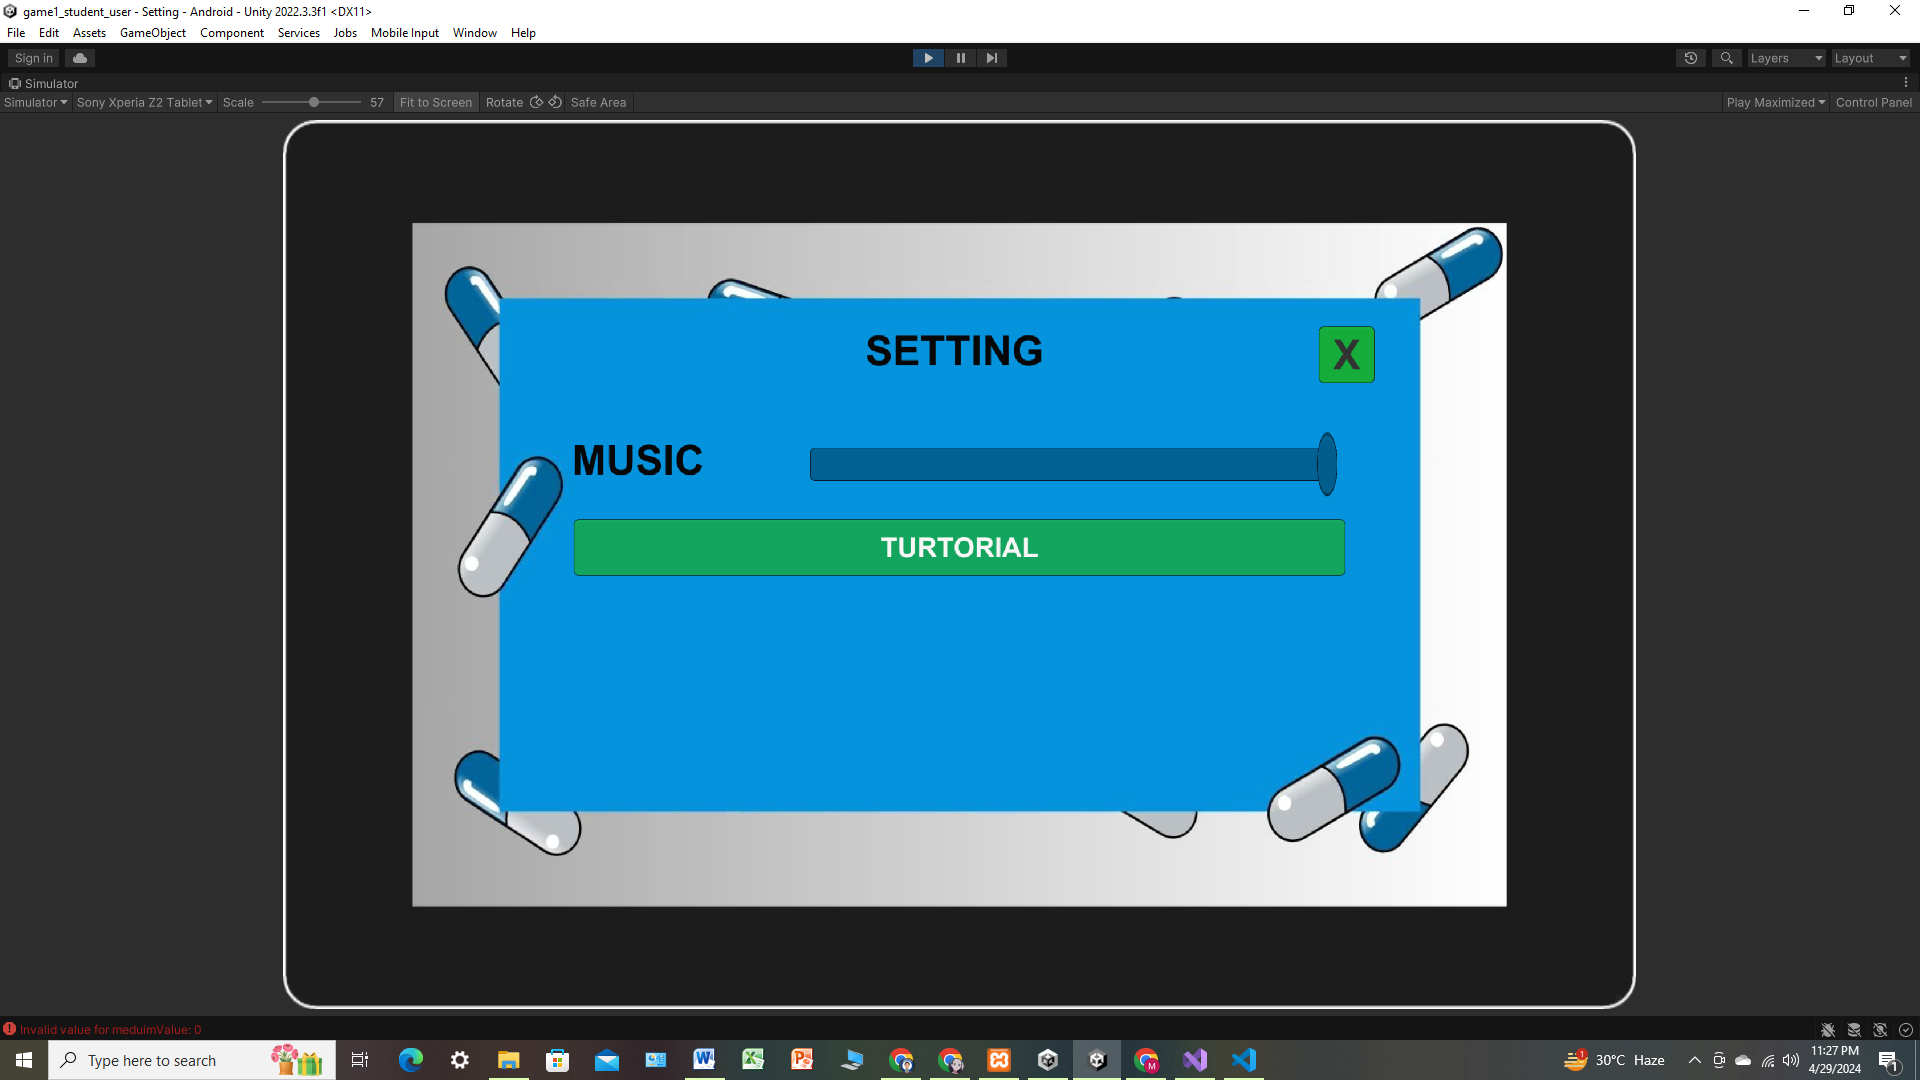 game1_student_user - Setting - Android - Unity 2022.3.3f1 <DX11>
File Edit Assets GameObject Component Services Jobs Mobile Input Window Help
Sign in Layers Layout
Simulator
Simulator Sony Xperia Z2 Tablet Scale 57 Fit to Screen Rotate Safe Area Play Maximized Control Panel
SETTING
X
MUSIC
TURTORIAL
Invalid value for meduimValue: 0
Type here to search
30°C Haze
11:27 PM
4/29/2024